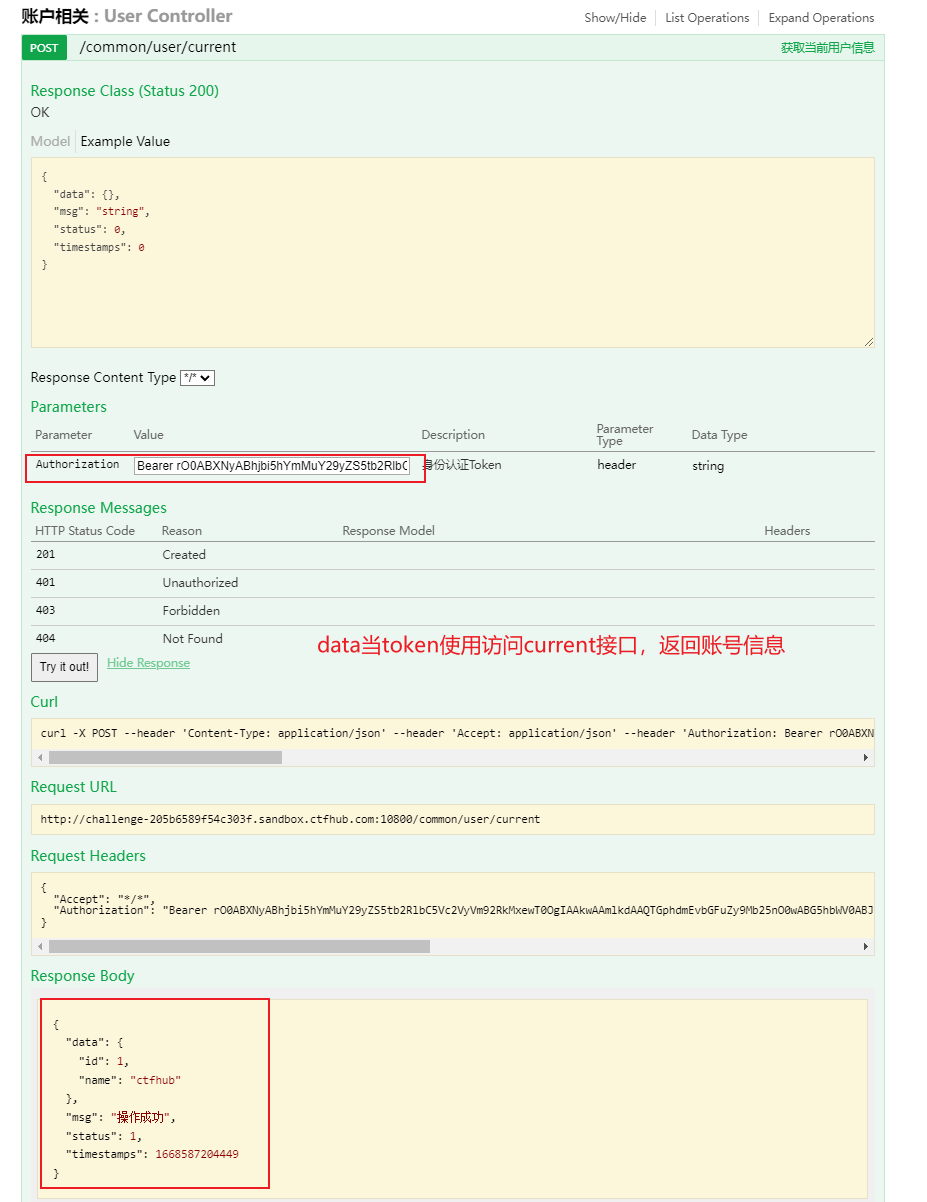 账户相关 : User Controller
Show/Hide
List Operations
Expand Operations
POST /common/user/current 获取当前用户信息
Response Class (Status 200)
OK
Model Example Value
{
"data": {},
"msg": "string",
"status": 0,
"timestamps": 0
}
Response Content Type */*
Parameters
Parameter Value Description Parameter Type Data Type
Authorization Bearer rO0ABXNyABhjbi5hYmMuY29yZS5tb2RlbC 身份认证Token header string
Response Messages
HTTP Status Code Reason Response Model Headers
201 Created
401 Unauthorized
403 Forbidden
404 Not Found
data当token使用访问current接口，返回账号信息
Try it out! Hide Response
Curl
curl -X POST --header 'Content-Type: application/json' --header 'Accept: application/json' --header 'Authorization: Bearer rO0ABXN
Request URL
http://challenge-205b6589f54c303f.sandbox.ctfhub.com:10800/common/user/current
Request Headers
{
"Accept": "*/*",
"Authorization": "Bearer rO0ABXNyABhjbi5hYmMuY29yZS5tb2RlbC5Vc2VyVm92RkMxewT0OgIAAkwAAmlkdAAQTGphdmEvbGFuZy9Mb25nO0wABG5hbWV0ABJ
}
Response Body
{
"data": {
"id": 1,
"name": "ctfhub"
},
"msg": "操作成功",
"status": 1,
"timestamps": 1668587204449
}